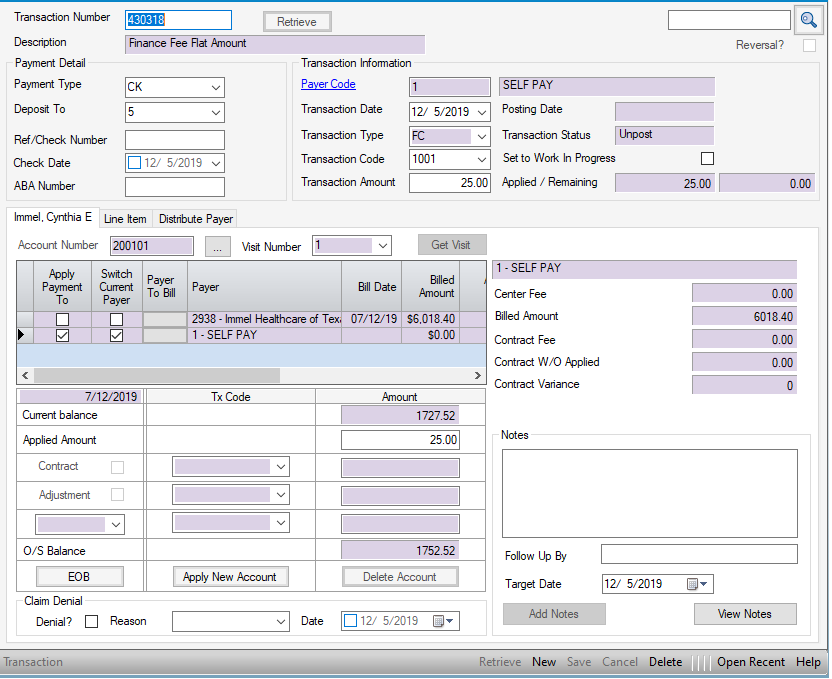 Transaction Number 430318 Retrieve
Description Finance Fee Flat Amount Reversal?
Payment Detail
Payment Type CK
Deposit To 5
Ref/Check Number
Check Date 12/ 5/2019
ABA Number
Transaction Information
Payer Code 1 SELF PAY
Transaction Date 12/ 5/2019 Posting Date
Transaction Type FC Transaction Status Unpost
Transaction Code 1001 Set to Work In Progress
Transaction Amount 25.00 Applied / Remaining 25.00 0.00
Immel, Cynthia E Line Item Distribute Payer
Account Number 200101 ... Visit Number 1 Get Visit
Apply Payment To Switch Current Payer Payer To Bill Payer Bill Date Billed Amount
2938 - Immel Healthcare of Texa 07/12/19 $6,018.40
1 - SELF PAY $0.00
7/12/2019 Tx Code Amount
Current balance 1727.52
Applied Amount 25.00
Contract
Adjustment
O/S Balance 1752.52
EOB Apply New Account Delete Account
Claim Denial
Denial? Reason Date 12/ 5/2019
1 - SELF PAY
Center Fee 0.00
Billed Amount 6018.40
Contract Fee 0.00
Contract W/O Applied 0.00
Contract Variance 0
Notes
Follow Up By
Target Date 12/ 5/2019
Add Notes View Notes
Transaction Retrieve New Save Cancel Delete Open Recent Help